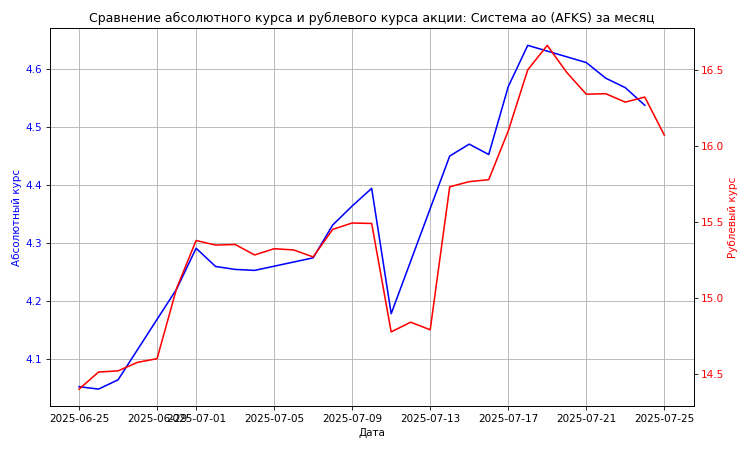 Сравнение абсолютного курса и рублевого курса акции: Система ао (AFKS) за месяц
4.6
4.5
4.4
4.3
4.2
4.1
Абсолютный курс
16.5
16.0
15.5
15.0
14.5
Рублевый курс
2025-06-25 2025-06-29 2025-07-01 2025-07-05 2025-07-09 2025-07-13 2025-07-17 2025-07-21 2025-07-25
Дата